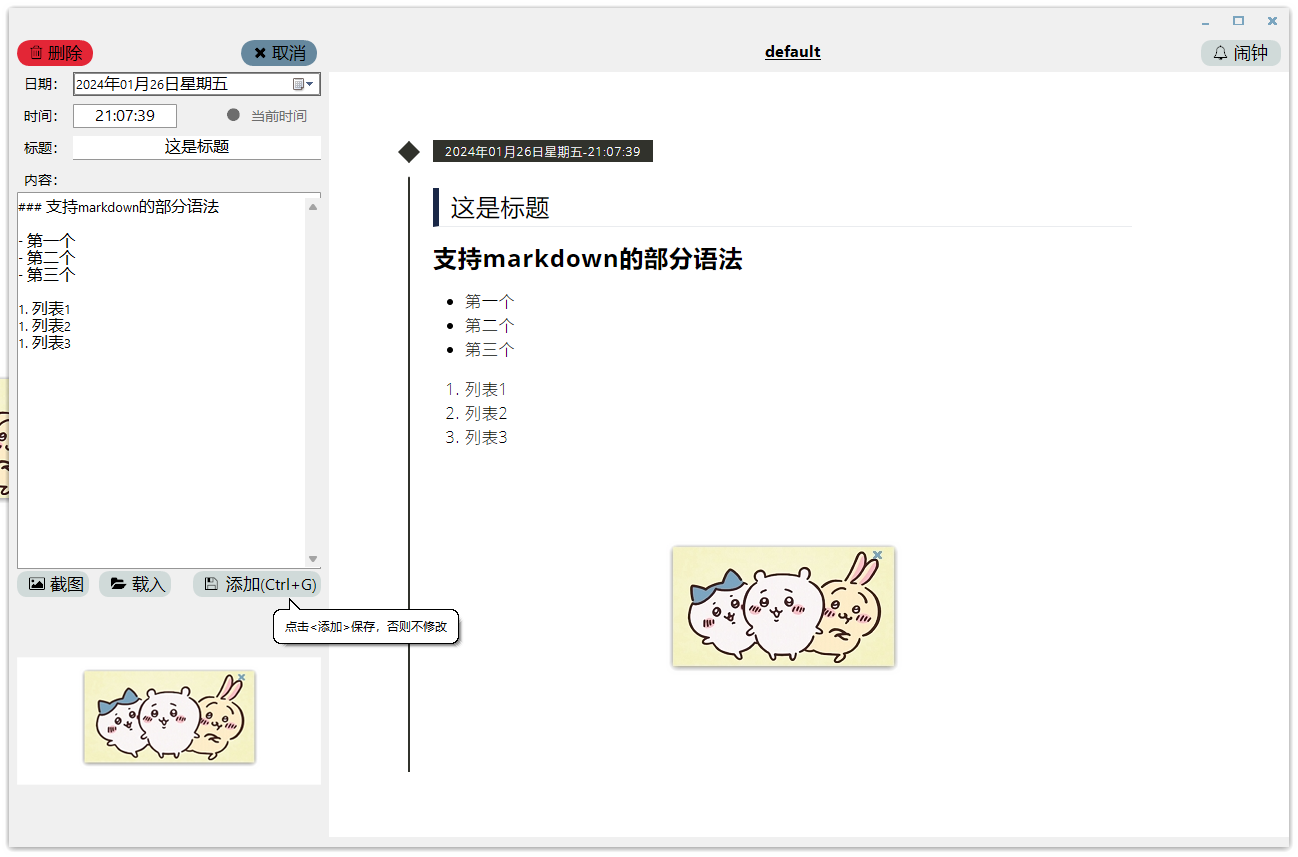 删除
取消
default
闹钟
日期：
2024年01月26日星期五
时间：
21:07:39
当前时间
标题：
这是标题
内容：
### 支持markdown的部分语法
- 第一个
- 第二个
- 第三个
1. 列表1
1. 列表2
1. 列表3
截图
载入
添加(Ctrl+G)
点击<添加>保存，否则不修改
2024年01月26日星期五-21:07:39
这是标题
支持markdown的部分语法
第一个
第二个
第三个
1. 列表1
2. 列表2
3. 列表3